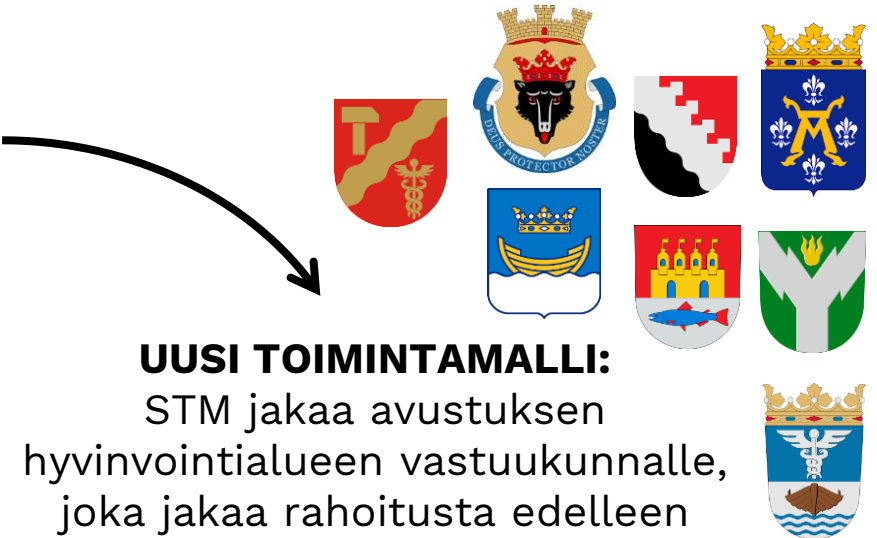 DEUS PROTECTOR NOSTER
A
UUSI TOIMINTAMALLI:
STM jakaa avustuksen
hyvinvointialueen vastuukunnalle,
joka jakaa rahoitusta edelleen